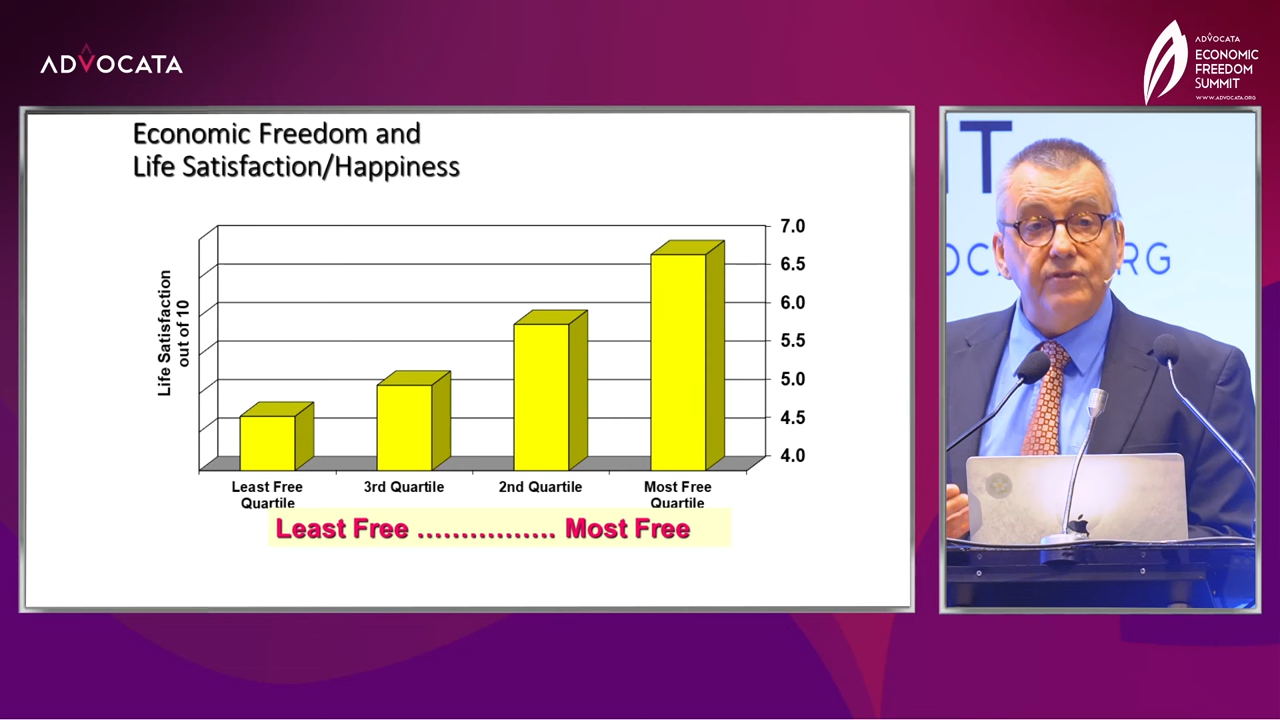 ADVOCATA
ADVOCATA
ECONOMIC
FREEDOM
SUMMIT
WWW.ADVOCATA.ORG
Economic Freedom and
Life Satisfaction/Happiness
Life Satisfaction
out of 10
7.0
6.5
6.0
5.5
5.0
4.5
4.0
Least Free
Quartile
3rd Quartile
2nd Quartile
Most Free
Quartile
Least Free ................ Most Free
T
RG